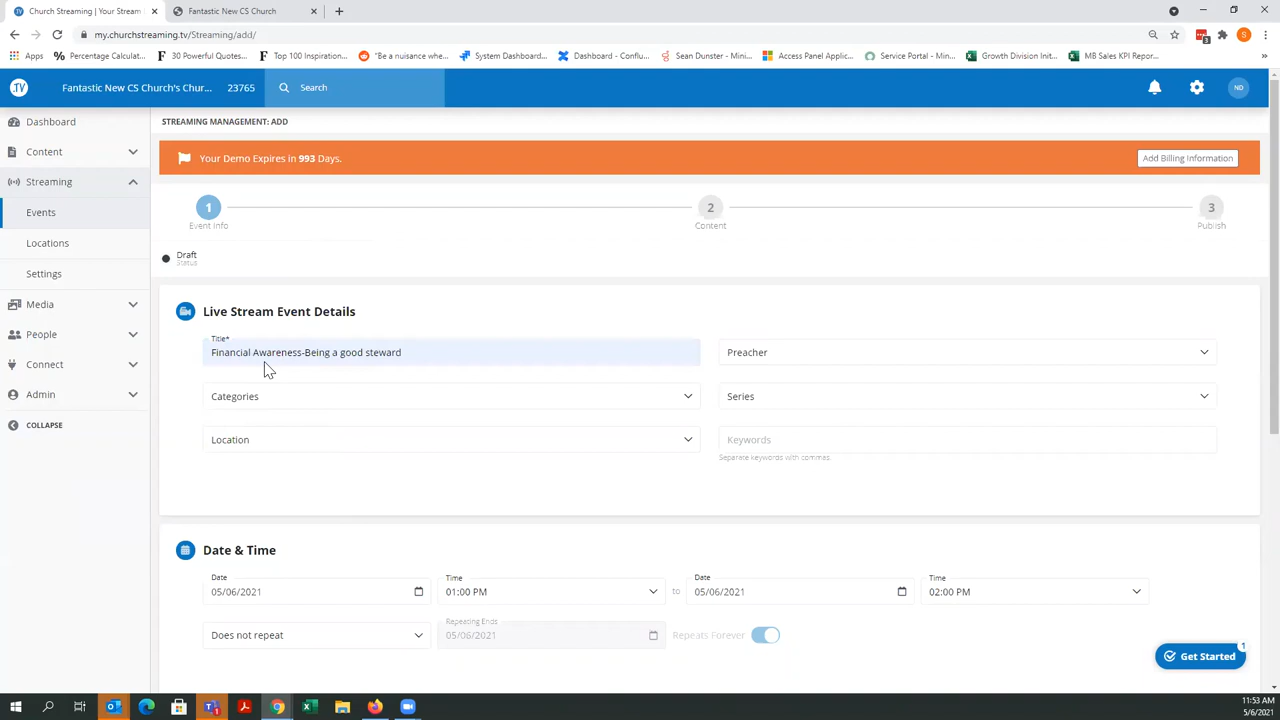 Church Streaming | Your Stream
Fantastic New CS Church
my.churchstreaming.tv/Streaming/add/
Apps
Percentage Calculat...
30 Powerful Quotes...
Top 100 Inspiration...
'Be a nuisance whe...
System Dashboard...
Dashboard - Conflu...
Sean Dunster - Mini...
Access Panel Applic...
Service Portal - Min...
Growth Division Init...
MB Sales KPI Repor...
TV
Fantastic New CS Church's Chur...
23765
Search
ND
Dashboard
Content
Streaming
Events
Locations
Settings
Media
People
Connect
Admin
COLLAPSE
STREAMING MANAGEMENT: ADD
Your Demo Expires in 993 Days.
Add Billing Information
1
Event Info
2
Content
3
Publish
Draft
Status
Live Stream Event Details
Title*
Financial Awareness-Being a good steward
Preacher
Categories
Series
Location
Keywords
Separate keywords with commas.
Date & Time
Date
05/06/2021
Time
01:00 PM
to
Date
05/06/2021
Time
02:00 PM
Does not repeat
Repeating Ends
05/06/2021
Repeats Forever
Get Started
1
11:53 AM
5/6/2021